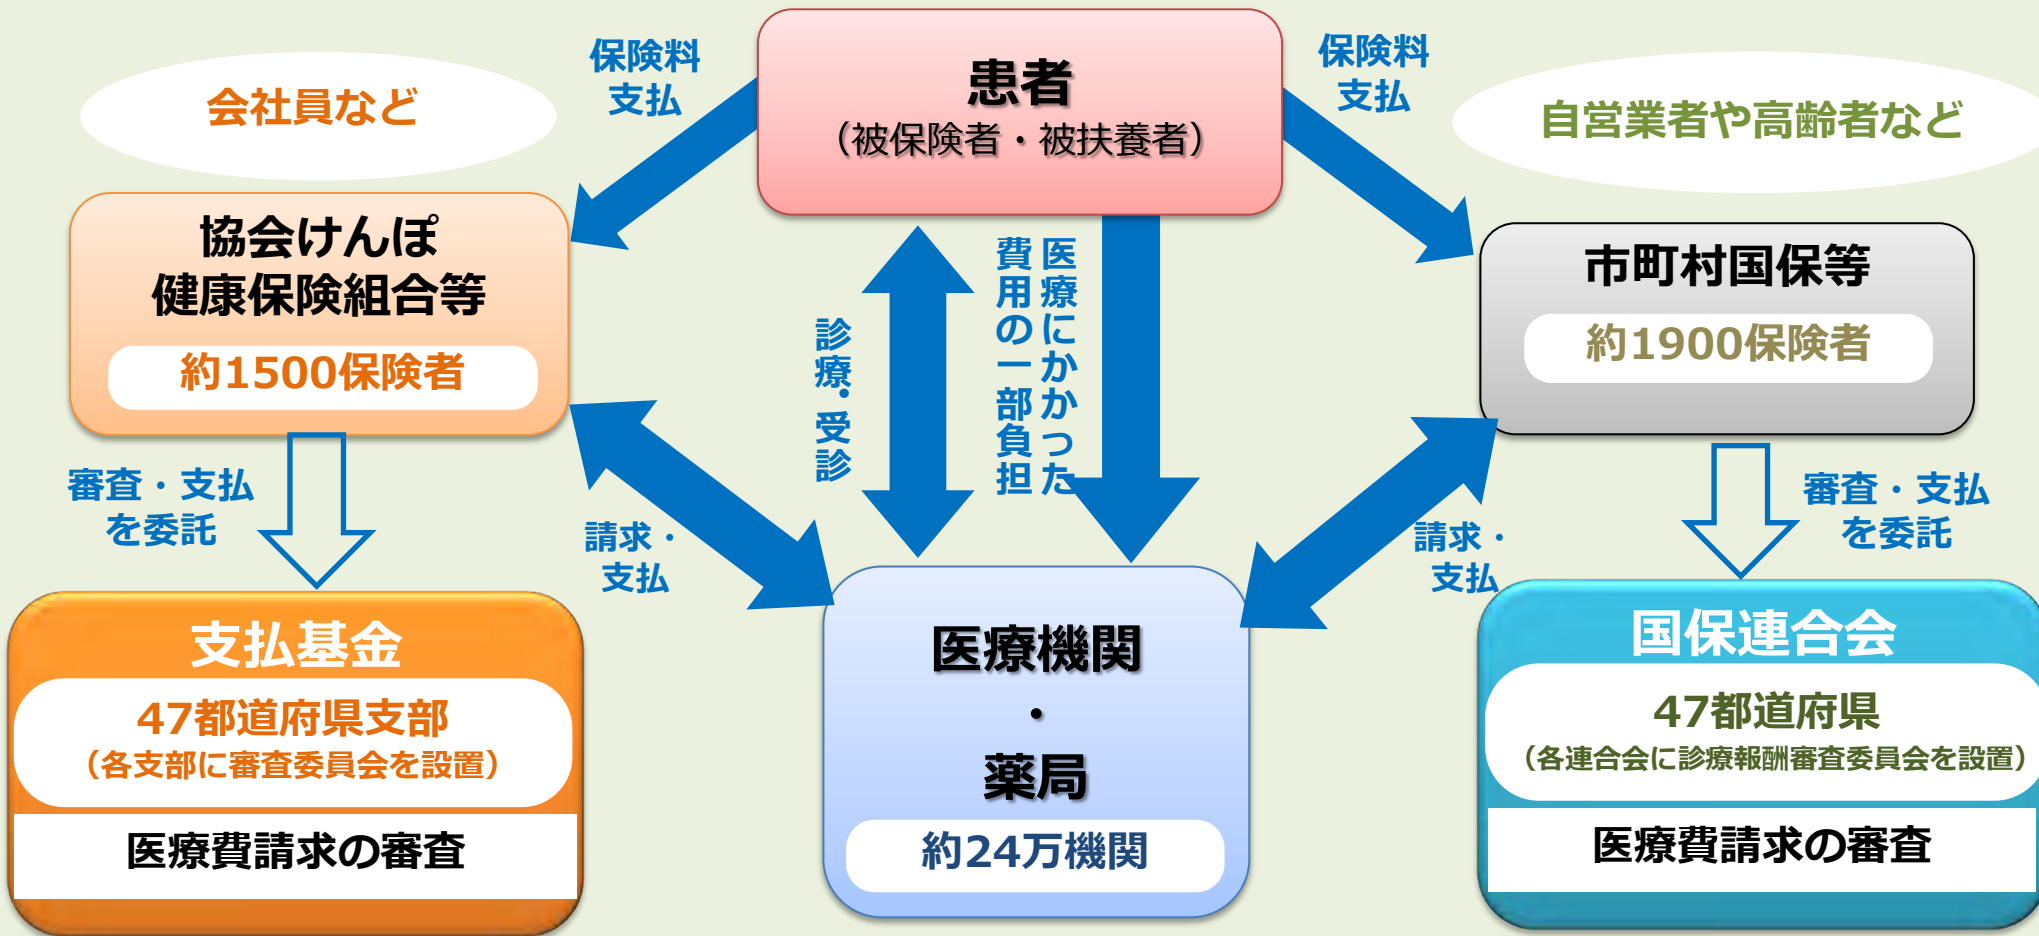 会社員など
保険料
支払
患者
（被保険者・被扶養者）
保険料
支払
自営業者や高齢者など
協会けんぽ
健康保険組合等
約1500保険者
診療・受診
医療にかかった
費用の一部負担
市町村国保等
約1900保険者
審査・支払
を委託
請求・
支払
請求・
支払
審査・支払
を委託
支払基金
47都道府県支部
（各支部に審査委員会を設置）
医療費請求の審査
医療機関
・
薬局
約24万機関
国保連合会
47都道府県
（各連合会に診療報酬審査委員会を設置）
医療費請求の審査